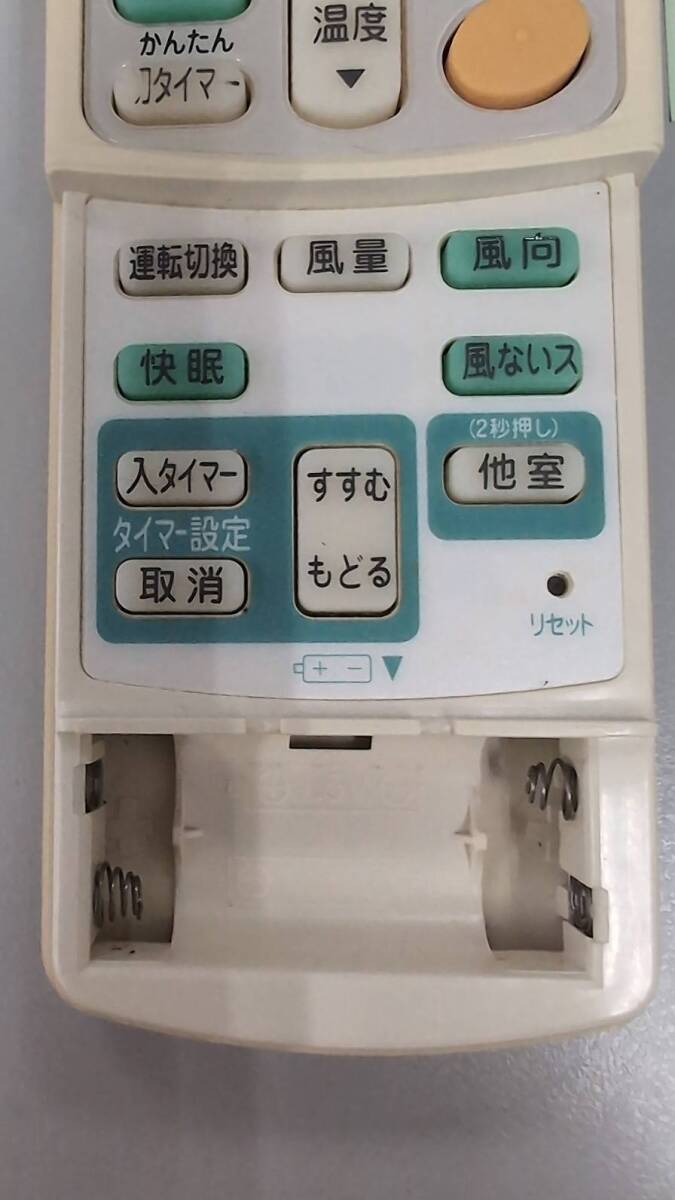 かんたん
切タイマー
温度
▼
運転切換
風量
風向
快眠
風ないス
(2秒押し)
入タイマー
すすむ
他室
タイマー設定
取消
もどる
リセット
+ -
▼